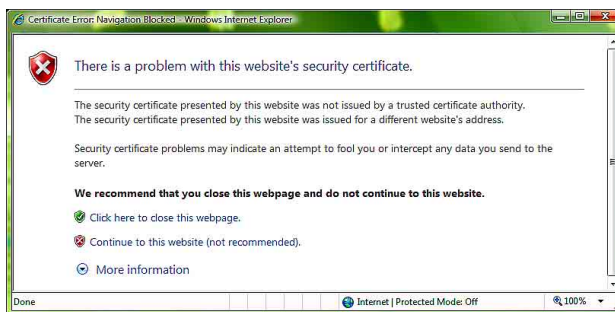 Certificate Error: Navigation Blocked - Windows Internet Explorer
There is a problem with this website's security certificate.
The security certificate presented by this website was not issued by a trusted certificate authority.
The security certificate presented by this website was issued for a different website's address.
Security certificate problems may indicate an attempt to fool you or intercept any data you send to the
server.
We recommend that you close this webpage and do not continue to this website.
Click here to close this webpage.
Continue to this website (not recommended).
More information
Done Internet | Protected Mode: Off 100%